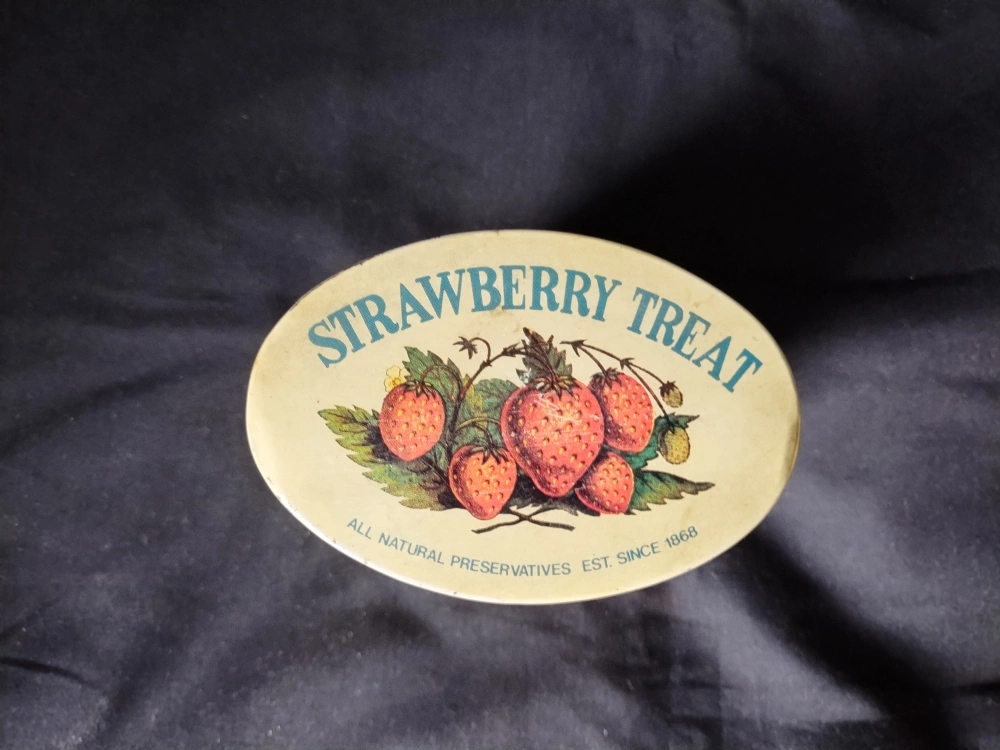 STRAWBERRY TREAT
ALL NATURAL PRESERVATIVES EST. SINCE 1868